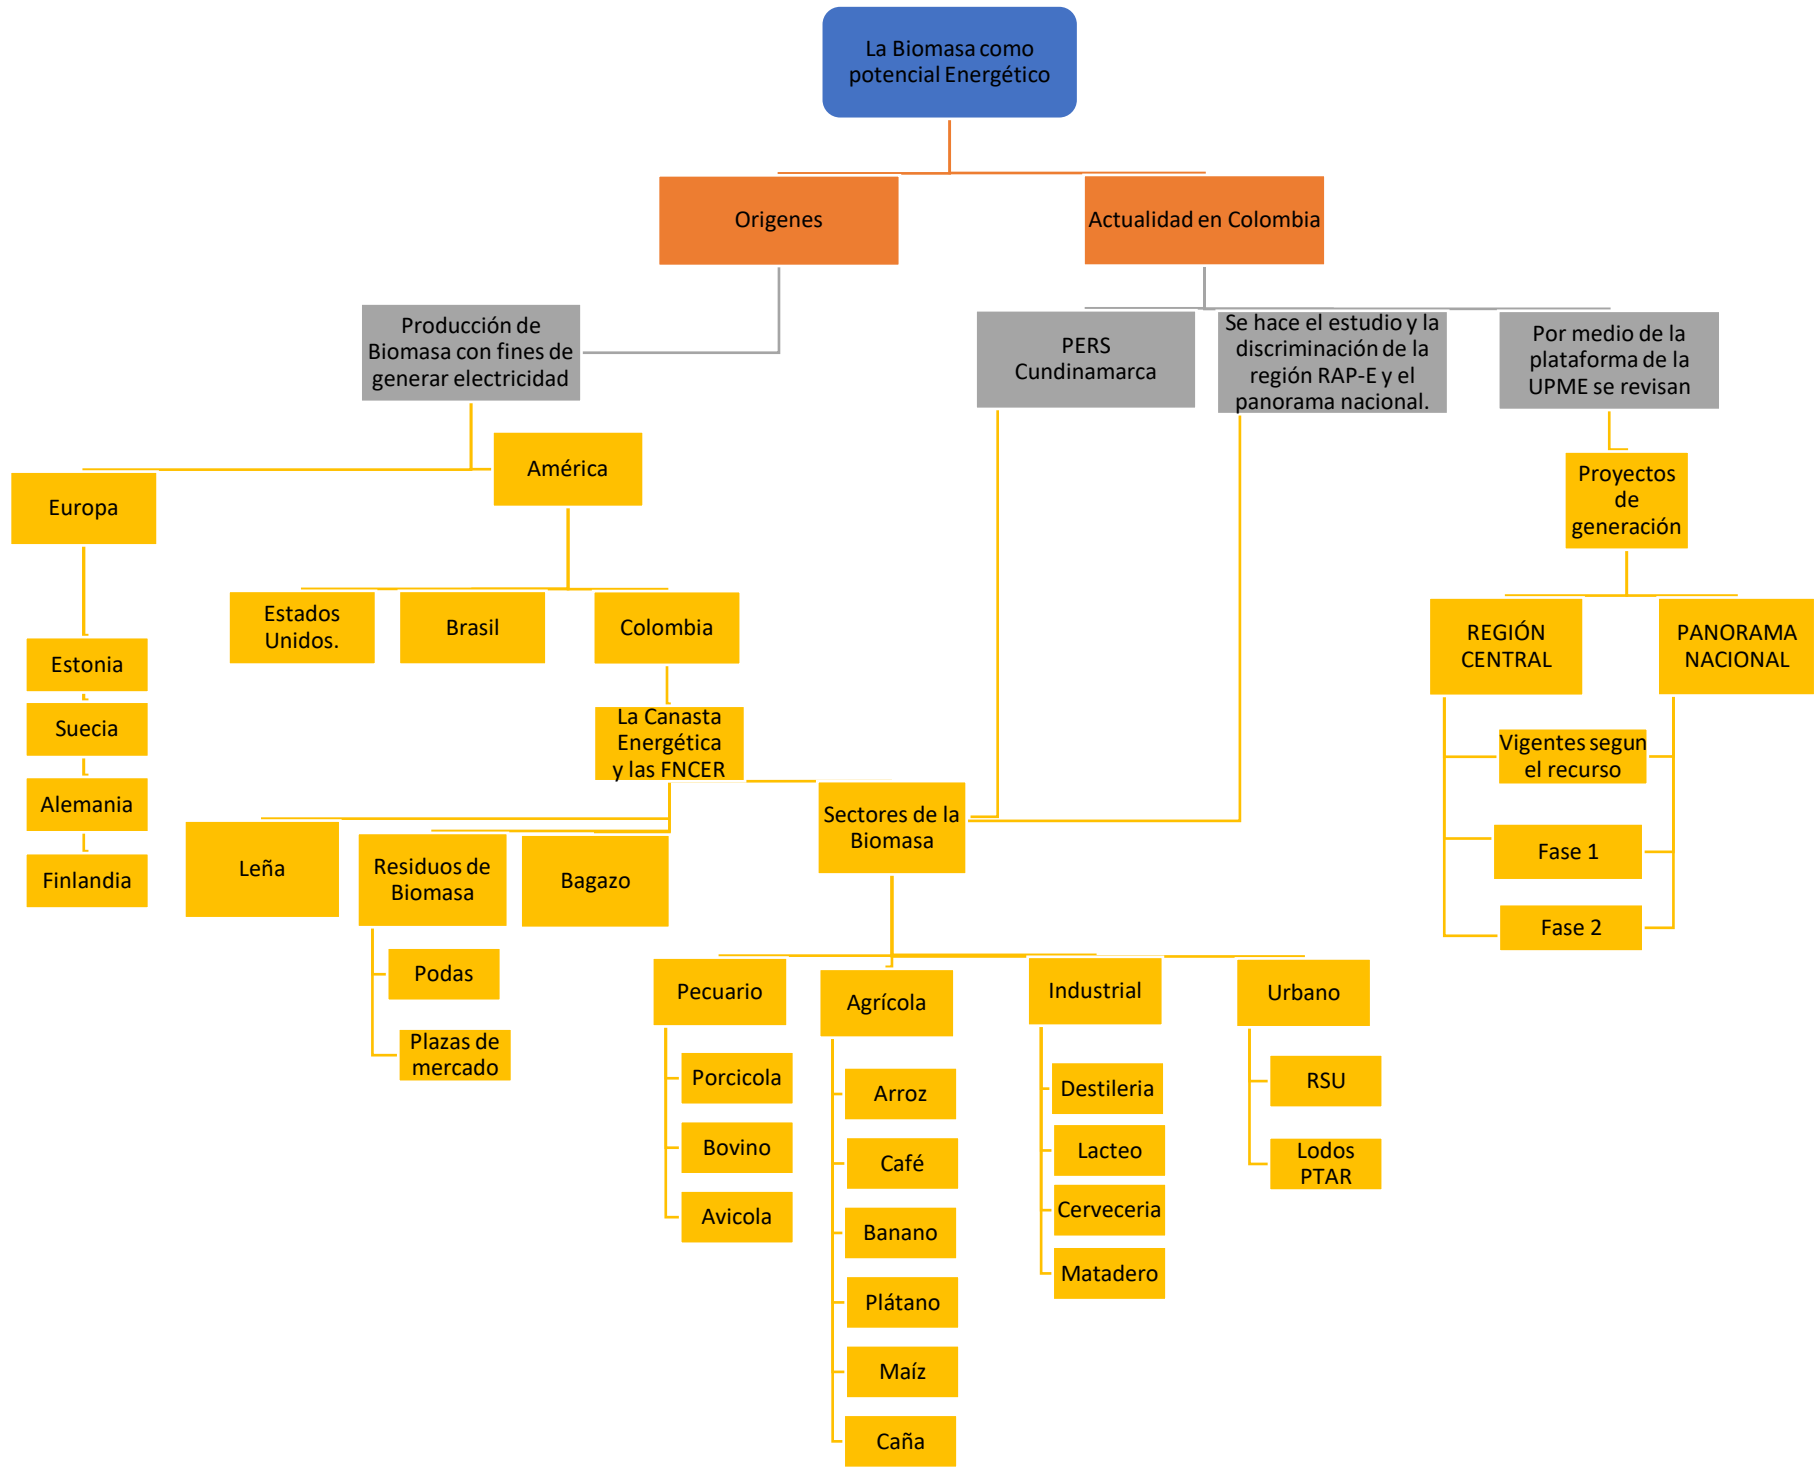 La Biomasa como
potencial Energético
Origenes
Actualidad en Colombia
Producción de
Biomasa con fines de
generar electricidad
PERS
Cundinamarca
Se hace el estudio y la
discriminación de la
región RAP-E y el
panorama nacional.
Por medio de la
plataforma de la
UPME se revisan
América
Europa
Proyectos
de
generación
Estados
Unidos.
Brasil
Colombia
REGIÓN
CENTRAL
PANORAMA
NACIONAL
Estonia
Suecia
Alemania
Finlandia
La Canasta
Energética
y las FNCER
Vigentes segun
el recurso
Fase 1
Fase 2
Sectores de la
Biomasa
Leña
Residuos de
Biomasa
Bagazo
Podas
Plazas de
mercado
Pecuario
Agrícola
Industrial
Urbano
Porcicola
Bovino
Avicola
Arroz
Café
Banano
Plátano
Maíz
Caña
Destileria
Lacteo
Cerveceria
Matadero
RSU
Lodos
PTAR